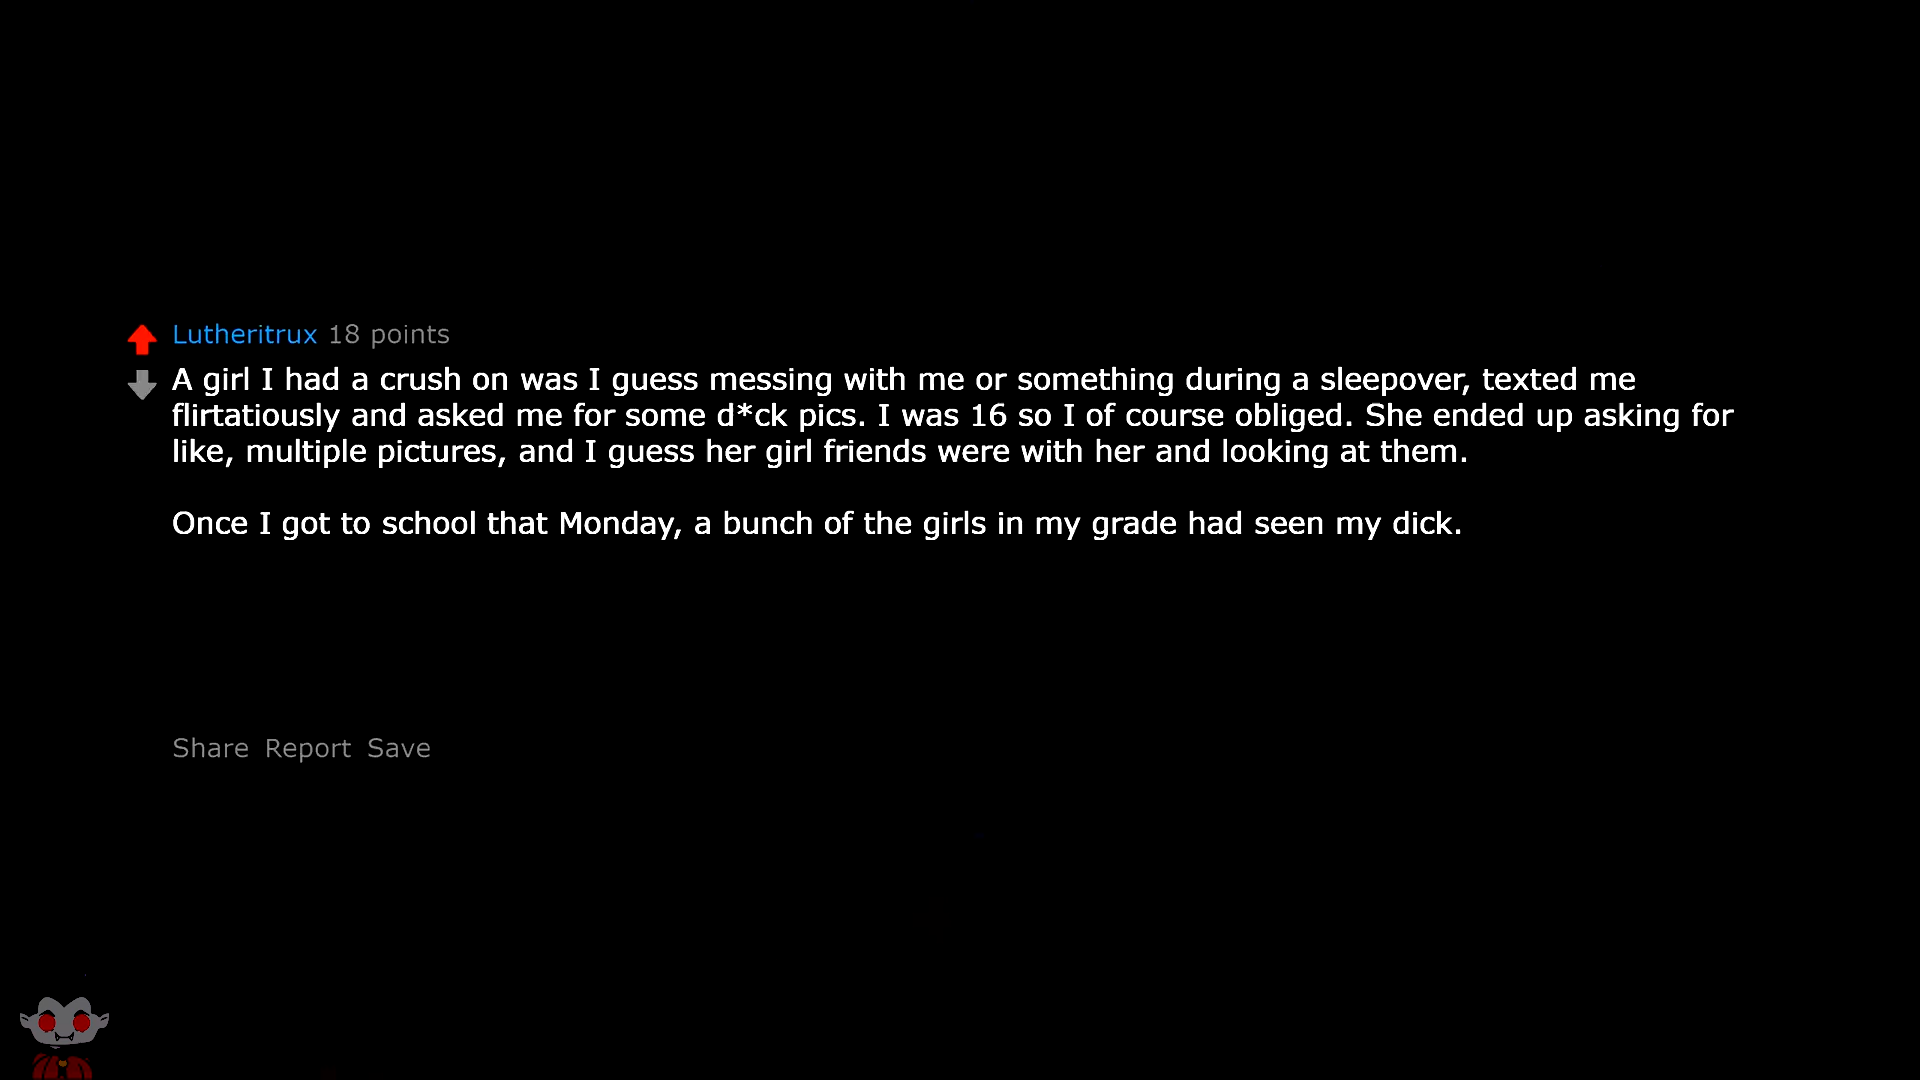 Lutheritrux 18 points
A girl I had a crush on was I guess messing with me or something during a sleepover, texted me
flirtatiously and asked me for some d*ck pics. I was 16 so I of course obliged. She ended up asking for
like, multiple pictures, and I guess her girl friends were with her and looking at them.
Once I got to school that Monday, a bunch of the girls in my grade had seen my dick.
Share Report Save